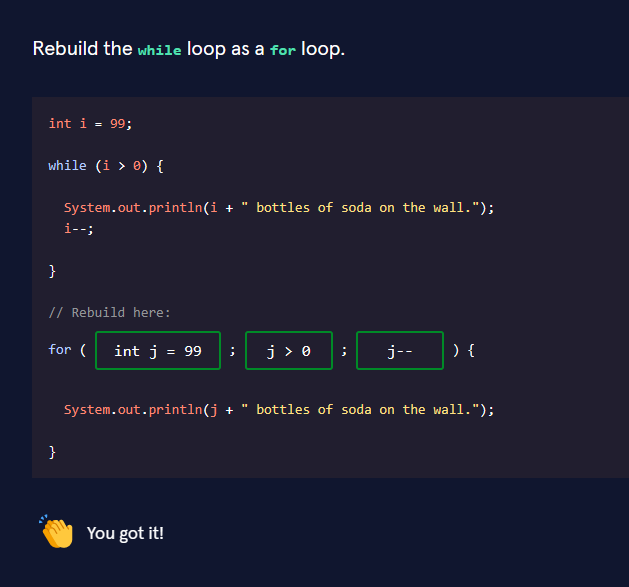 Rebuild the while loop as a for loop.
int i = 99;
while (i > 0) {
System.out.println(i + " bottles of soda on the wall.");
i--;
}
// Rebuild here:
for ( int j = 99 ; j > 0 ; j-- ) {
System.out.println(j + " bottles of soda on the wall.");
}
You got it!